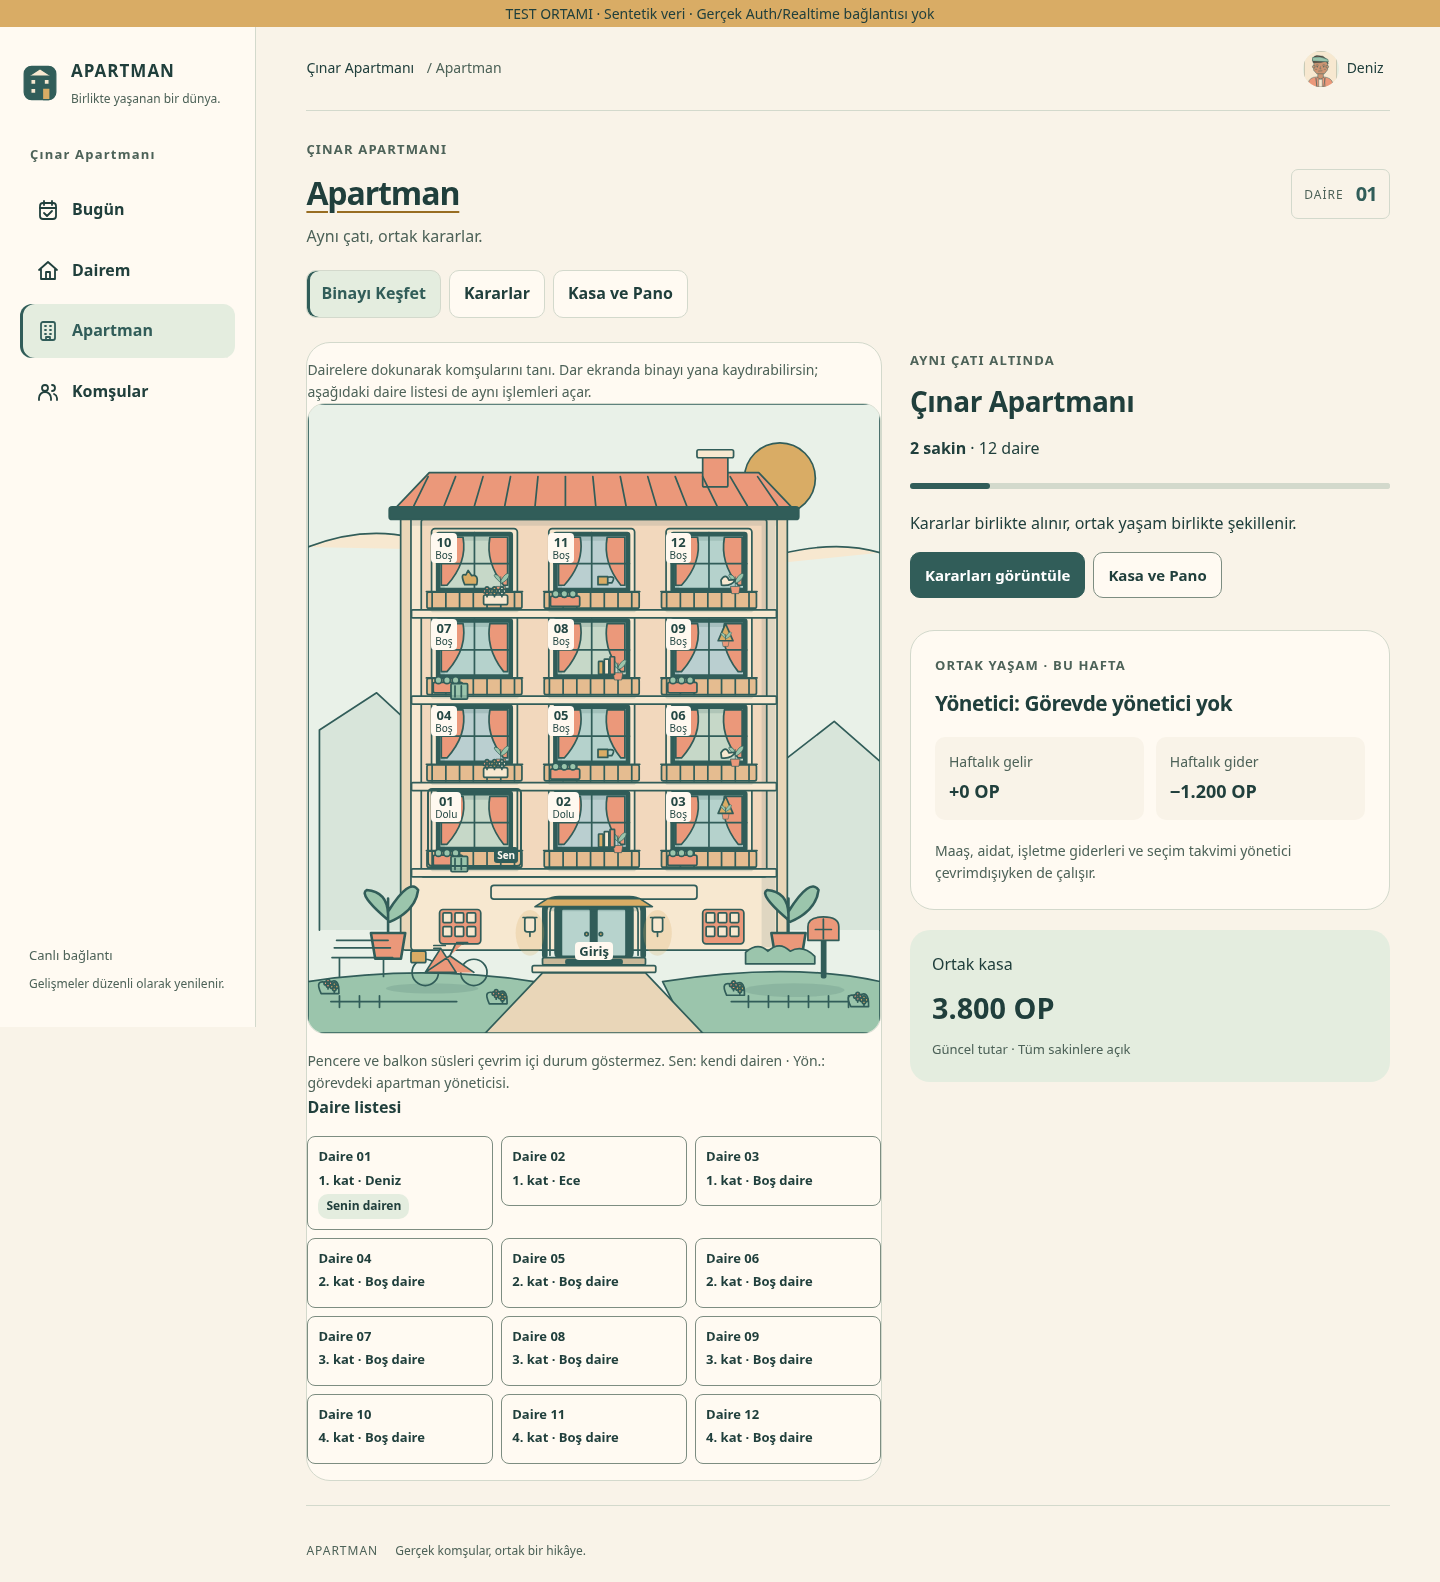 TEST ORTAMI · Sentetik veri · Gerçek Auth/Realtime bağlantısı yok
APARTMAN
Birlikte yaşanan bir dünya.
Çınar Apartmanı
Bugün
Dairem
Apartman
Komşular
Canlı bağlantı
Gelişmeler düzenli olarak yenilenir.
Çınar Apartmanı / Apartman
Deniz
ÇINAR APARTMANI
Apartman
Aynı çatı, ortak kararlar.
DAİRE 01
Binayı Keşfet
Kararlar
Kasa ve Pano
Dairelere dokunarak komşularını tanı. Dar ekranda binayı yana kaydırabilirsin;
aşağıdaki daire listesi de aynı işlemleri açar.
10
Boş
11
Boş
12
Boş
07
Boş
08
Boş
09
Boş
04
Boş
05
Boş
06
Boş
01
Dolu
Sen
02
Dolu
03
Boş
Giriş
Pencere ve balkon süsleri çevrim içi durum göstermez. Sen: kendi dairen · Yön.:
görevdeki apartman yöneticisi.
Daire listesi
Daire 01
1. kat · Deniz
Senin dairen
Daire 02
1. kat · Ece
Daire 03
1. kat · Boş daire
Daire 04
2. kat · Boş daire
Daire 05
2. kat · Boş daire
Daire 06
2. kat · Boş daire
Daire 07
3. kat · Boş daire
Daire 08
3. kat · Boş daire
Daire 09
3. kat · Boş daire
Daire 10
4. kat · Boş daire
Daire 11
4. kat · Boş daire
Daire 12
4. kat · Boş daire
AYNI ÇATI ALTINDA
Çınar Apartmanı
2 sakin · 12 daire
Kararlar birlikte alınır, ortak yaşam birlikte şekillenir.
Kararları görüntüle
Kasa ve Pano
ORTAK YAŞAM · BU HAFTA
Yönetici: Görevde yönetici yok
Haftalık gelir
+0 OP
Haftalık gider
−1.200 OP
Maaş, aidat, işletme giderleri ve seçim takvimi yönetici
çevrimdışıyken de çalışır.
Ortak kasa
3.800 OP
Güncel tutar · Tüm sakinlere açık
APARTMAN Gerçek komşular, ortak bir hikâye.